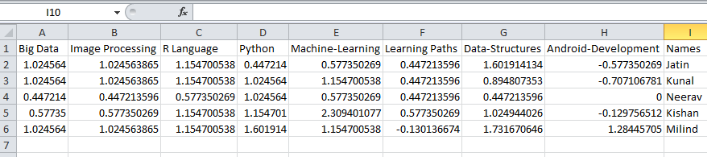 I10 fx
A B C D E F G H I
1 Big Data Image Processing R Language Python Machine-Learning Learning Paths Data-Structures Android-Development Names
2 1.024564 1.024563865 1.154700538 0.447214 0.577350269 0.447213596 1.601914134 -0.577350269 Jatin
3 1.024564 1.024563865 1.154700538 1.024564 1.154700538 0.447213596 0.894807353 -0.707106781 Kunal
4 0.447214 0.447213596 0.577350269 1.024564 0.577350269 0.447213596 0.447213596 0 Neerav
5 0.57735 0.577350269 1.154700538 1.154701 2.309401077 0.577350269 1.024944026 -0.129756512 Kishan
6 1.024564 1.024563865 1.154700538 1.601914 1.154700538 -0.130136674 1.731670646 1.28445705 Milind
7